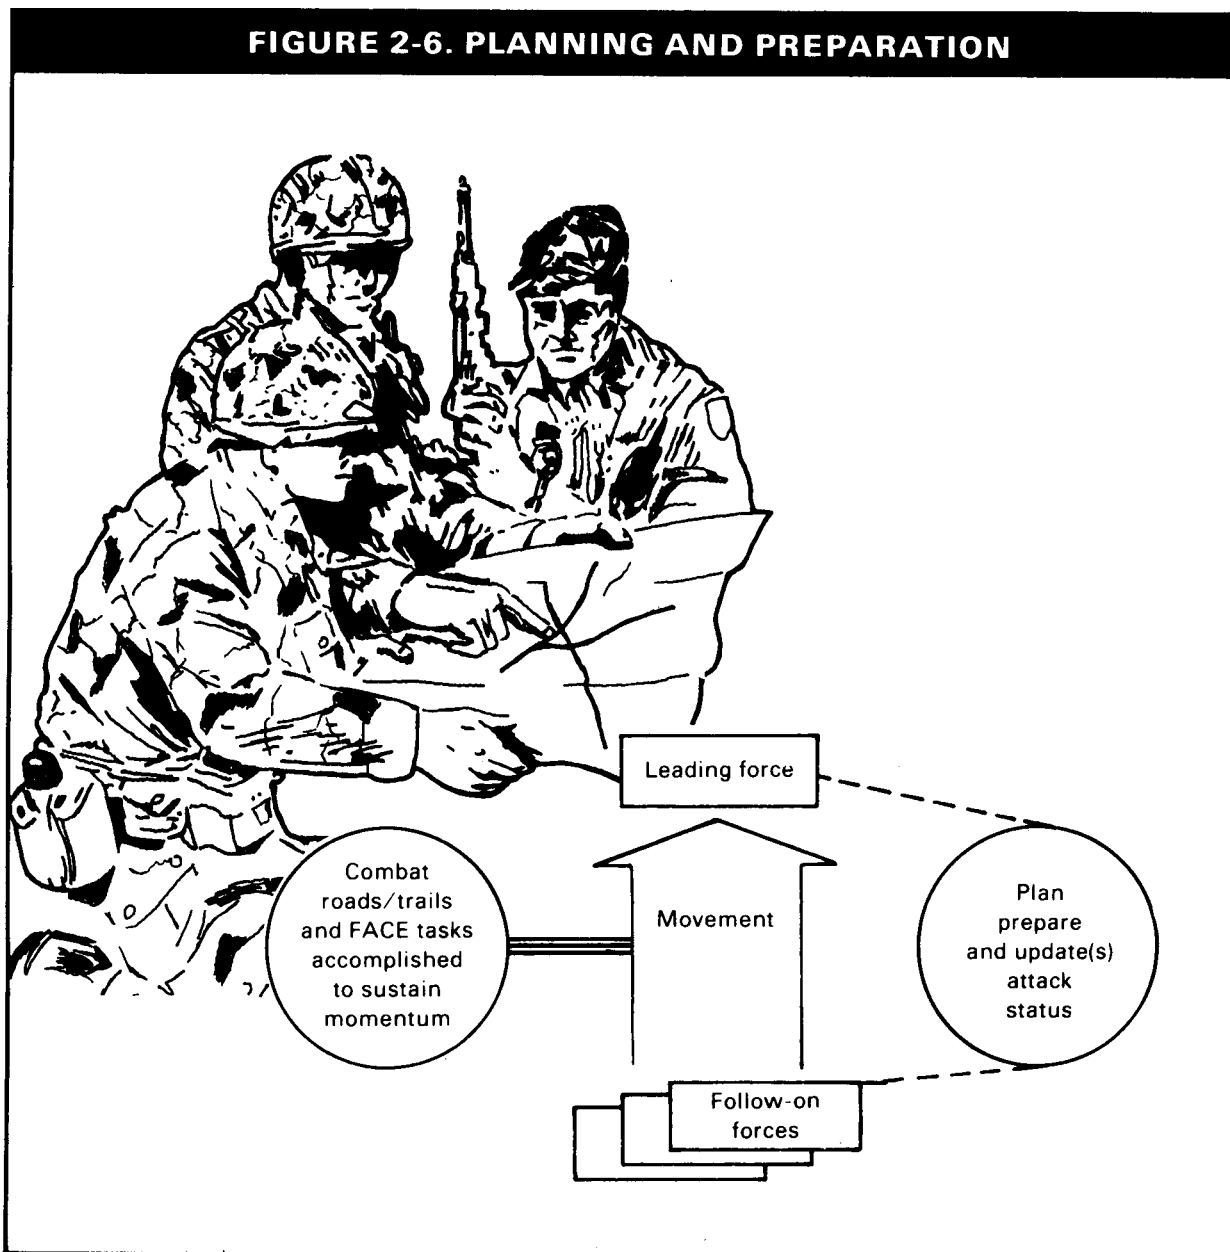 FIGURE 2-6. PLANNING AND PREPARATION
Leading force
Combat
roads/trails
and FACE tasks
accomplished
to sustain
momentum
Movement
Plan
prepare
and update(s)
attack
status
Follow-on
forces